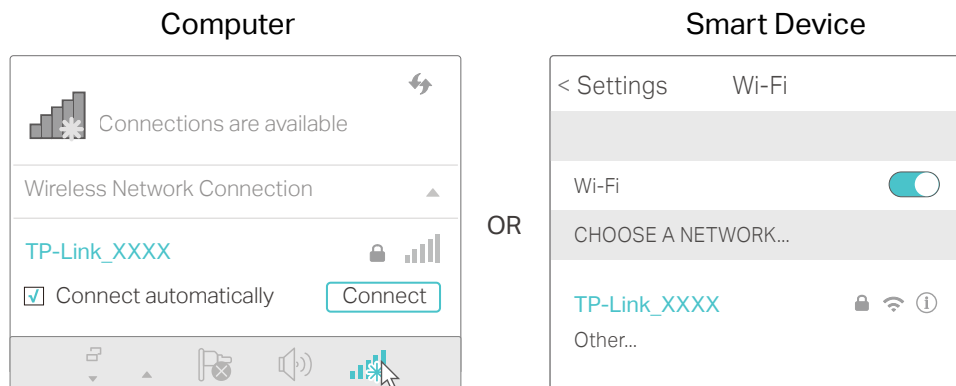 Computer
Connections are available
Wireless Network Connection
TP-Link_XXXX
Connect automatically
Connect
OR
Smart Device
< Settings Wi-Fi
Wi-Fi
CHOOSE A NETWORK...
TP-Link_XXXX
Other...